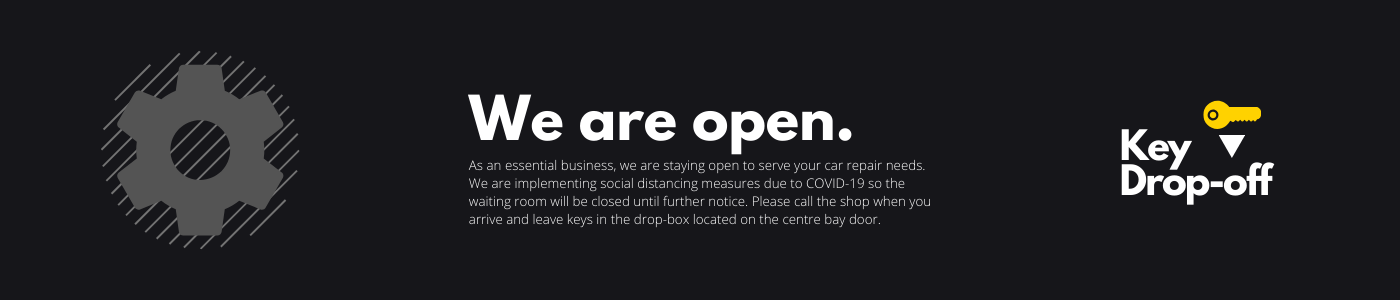 We are open.
As an essential business, we are staying open to serve your car repair needs.
We are implementing social distancing measures due to COVID-19 so the
waiting room will be closed until further notice. Please call the shop when you
arrive and leave keys in the drop-box located on the centre bay door.
Key
Drop-off